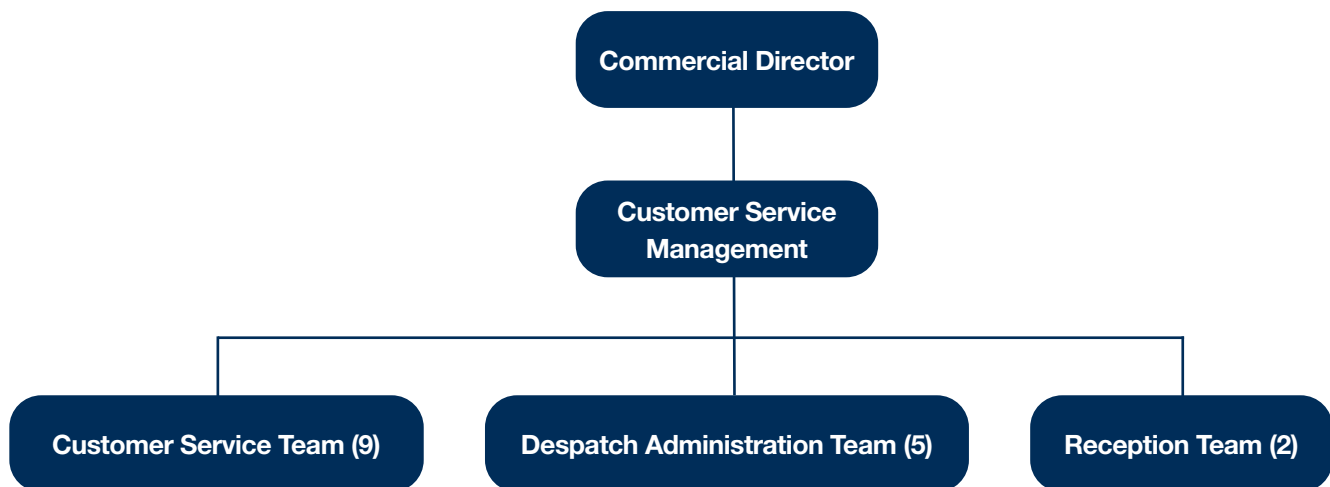 Commercial Director
Customer Service
Management
Customer Service Team (9)
Despatch Administration Team (5)
Reception Team (2)